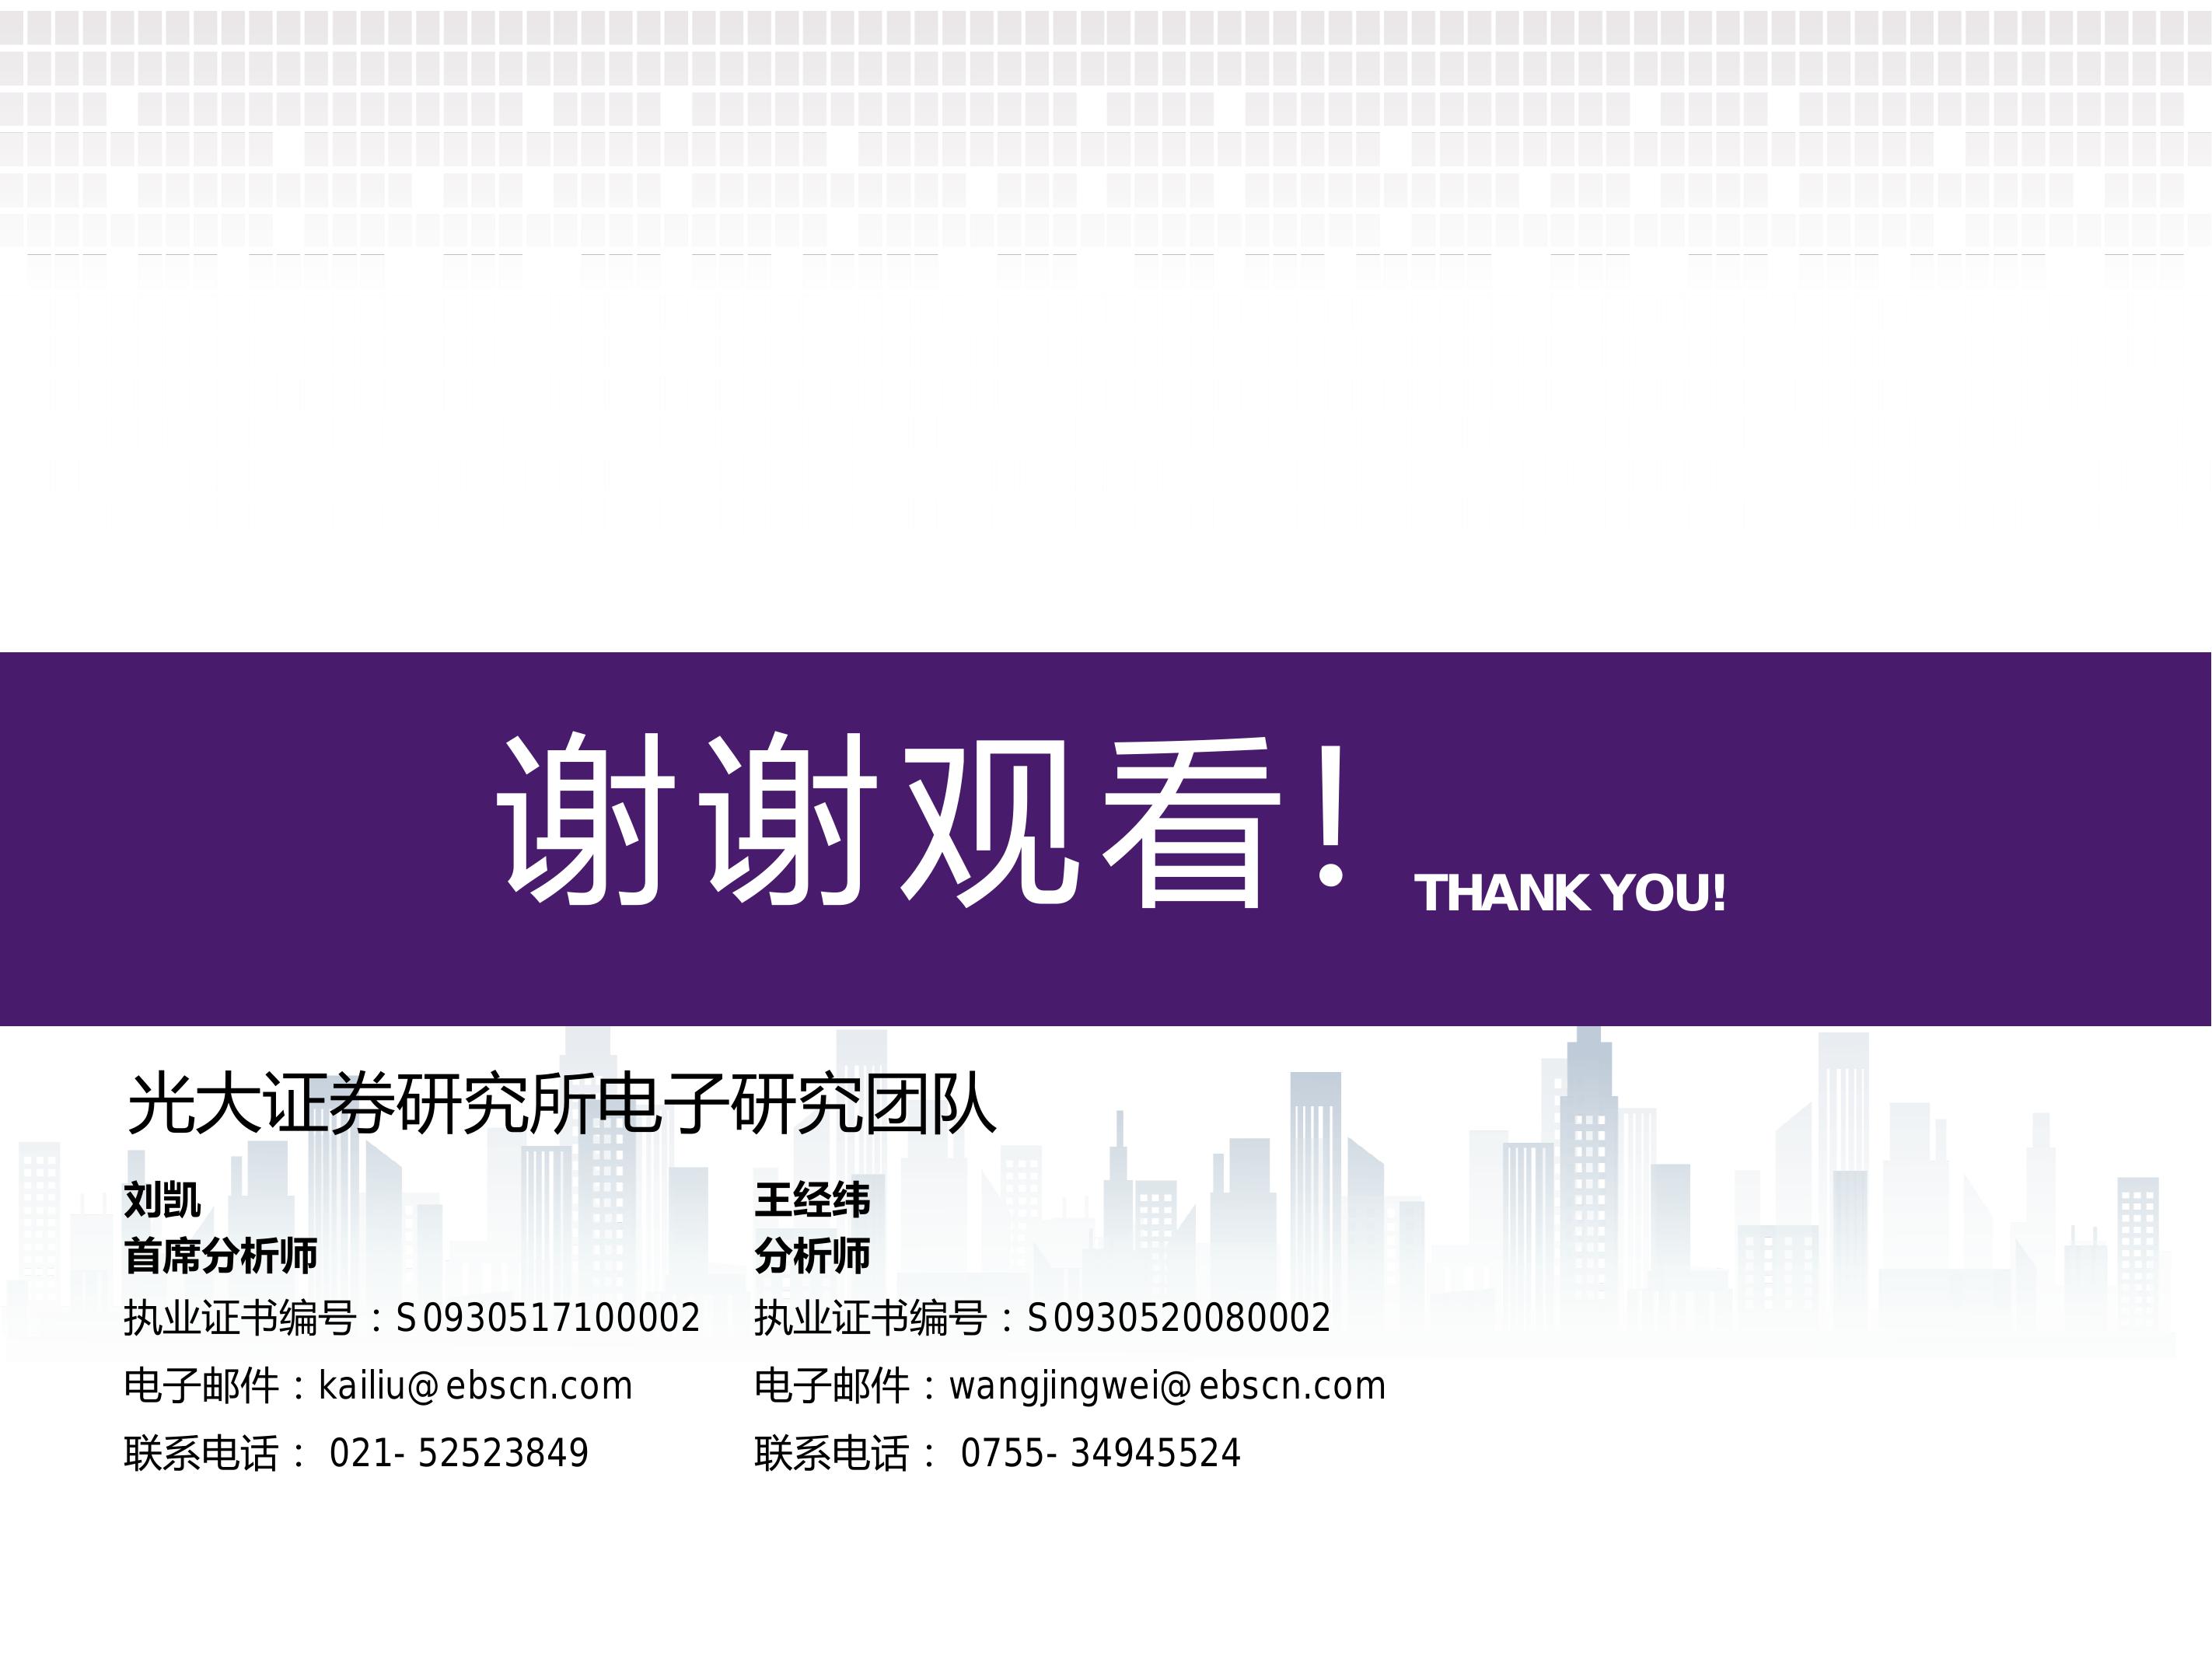 谢谢观看！THANK YOU!
光大证券研究所电子研究团队
刘凯
首席分析师
执业证书编号：S0930517100002
电子邮件：kailiu@ebscn.com
联系电话： 021- 52523849
王经纬
分析师
执业证书编号：S0930520080002
电子邮件：wangjingwei@ebscn.com
联系电话： 0755- 34945524